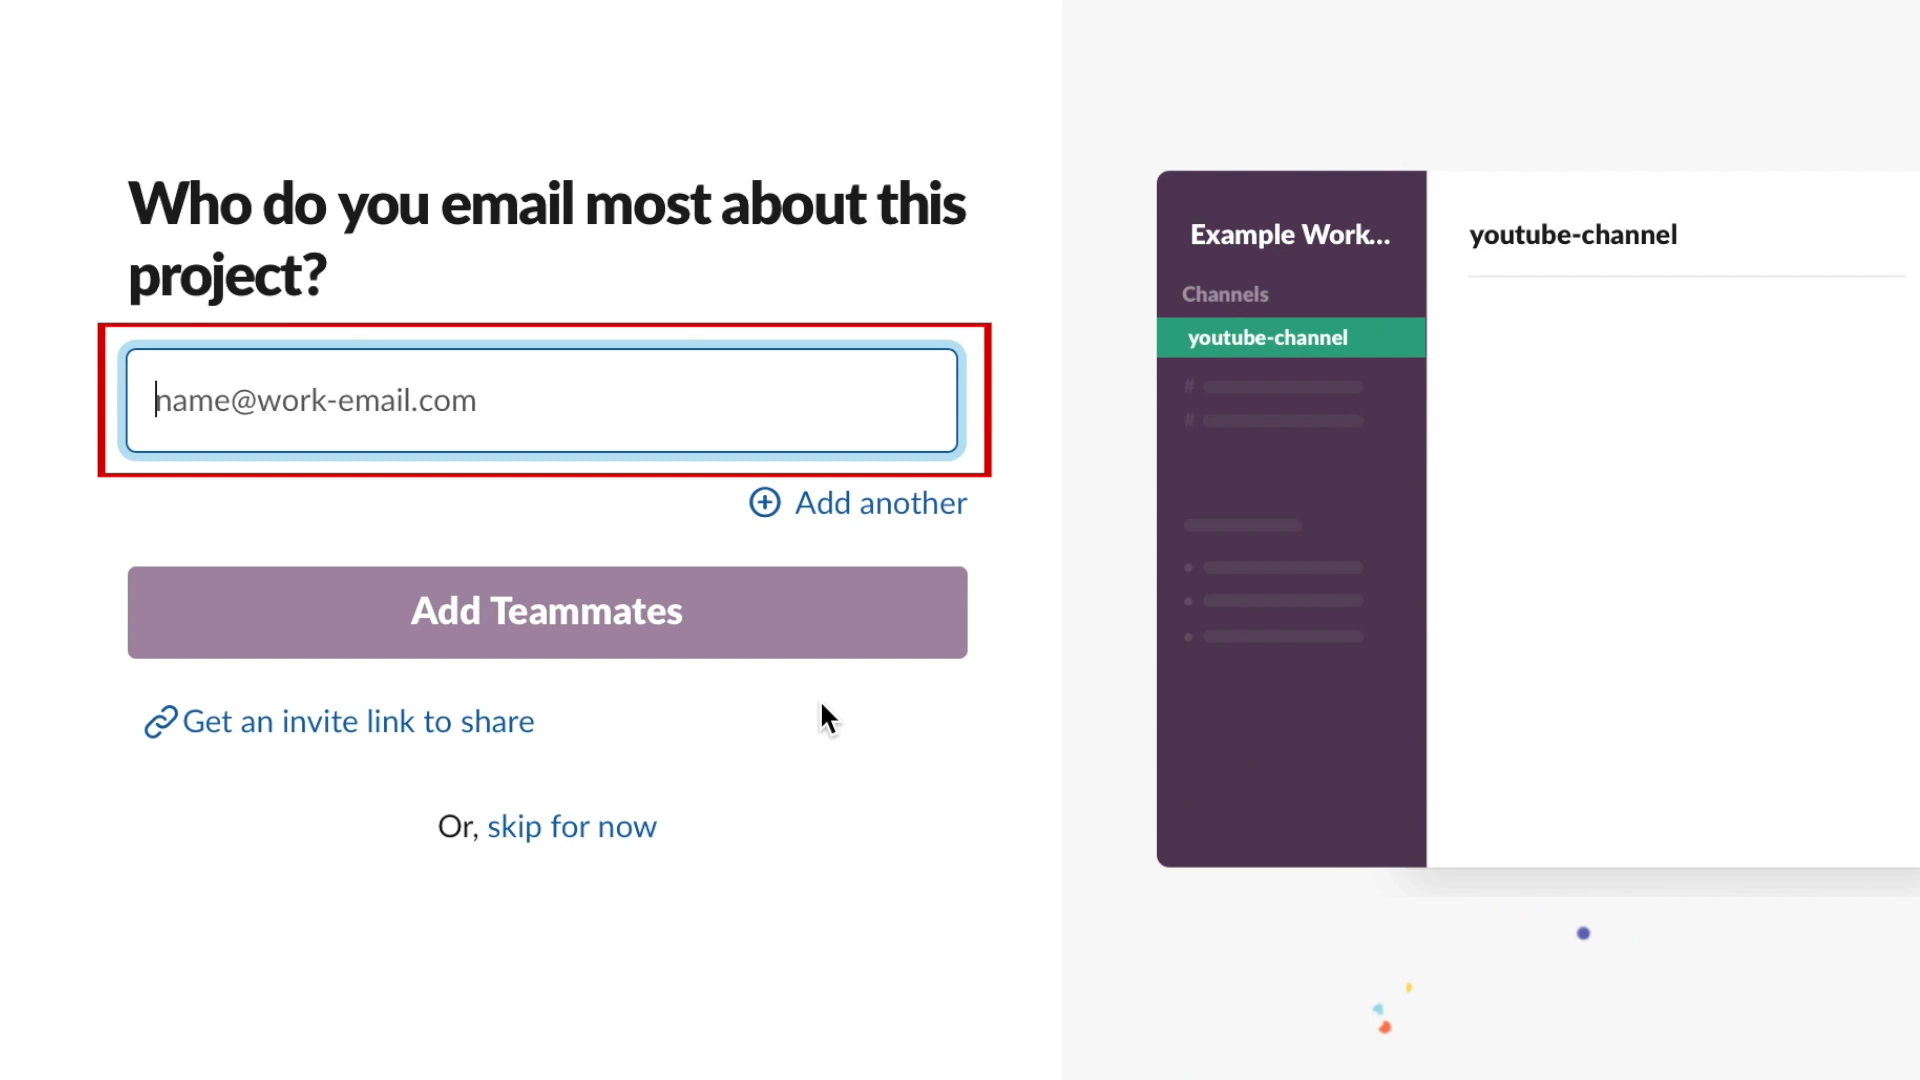 Who do you email most about this
project?
name@work-email.com
Add another
Add Teammates
Get an invite link to share
Or, skip for now
Example Work...
Channels
youtube-channel
#
#
youtube-channel